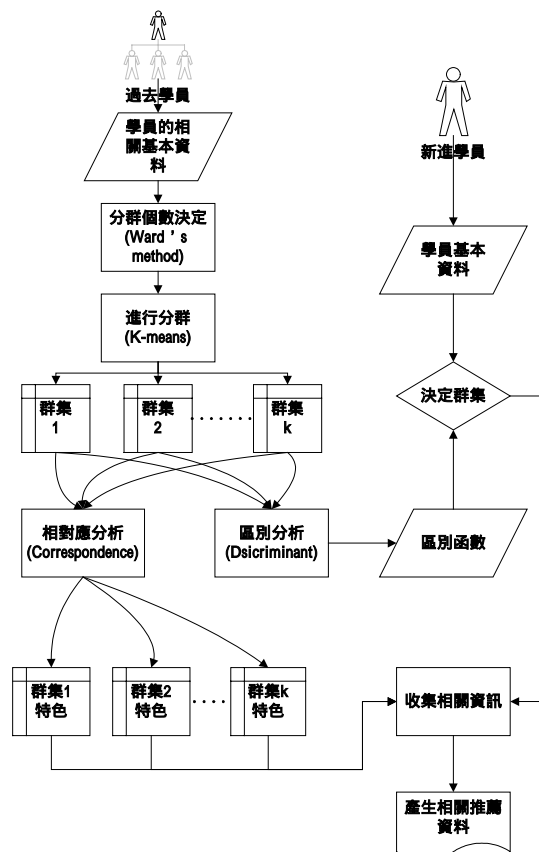 過去學員
學員的相
關基本資
料
分群個數決定
(Ward＇s
method)
進行分群
(K-means)
群集
1
群集
2
群集
k
相對應分析
(Correspondence)
區別分析
(Dsicriminant)
群集1
特色
群集2
特色
群集k
特色
新進學員
學員基本
資料
決定群集
區別函數
收集相關資訊
產生相關推薦
資料